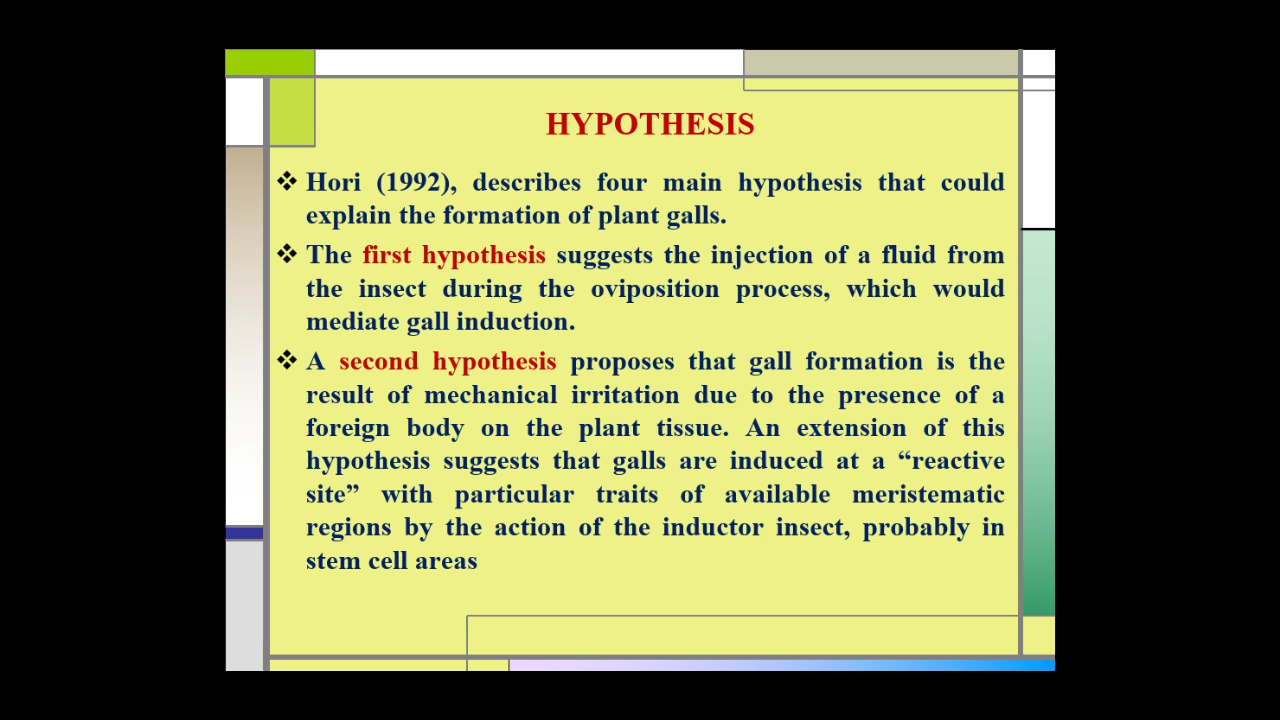 HYPOTHESIS
❖ Hori (1992), describes four main hypothesis that could
explain the formation of plant galls.
❖ The first hypothesis suggests the injection of a fluid from
the insect during the oviposition process, which would
mediate gall induction.
❖ A second hypothesis proposes that gall formation is the
result of mechanical irritation due to the presence of a
foreign body on the plant tissue. An extension of this
hypothesis suggests that galls are induced at a “reactive
site” with particular traits of available meristematic
regions by the action of the inductor insect, probably in
stem cell areas